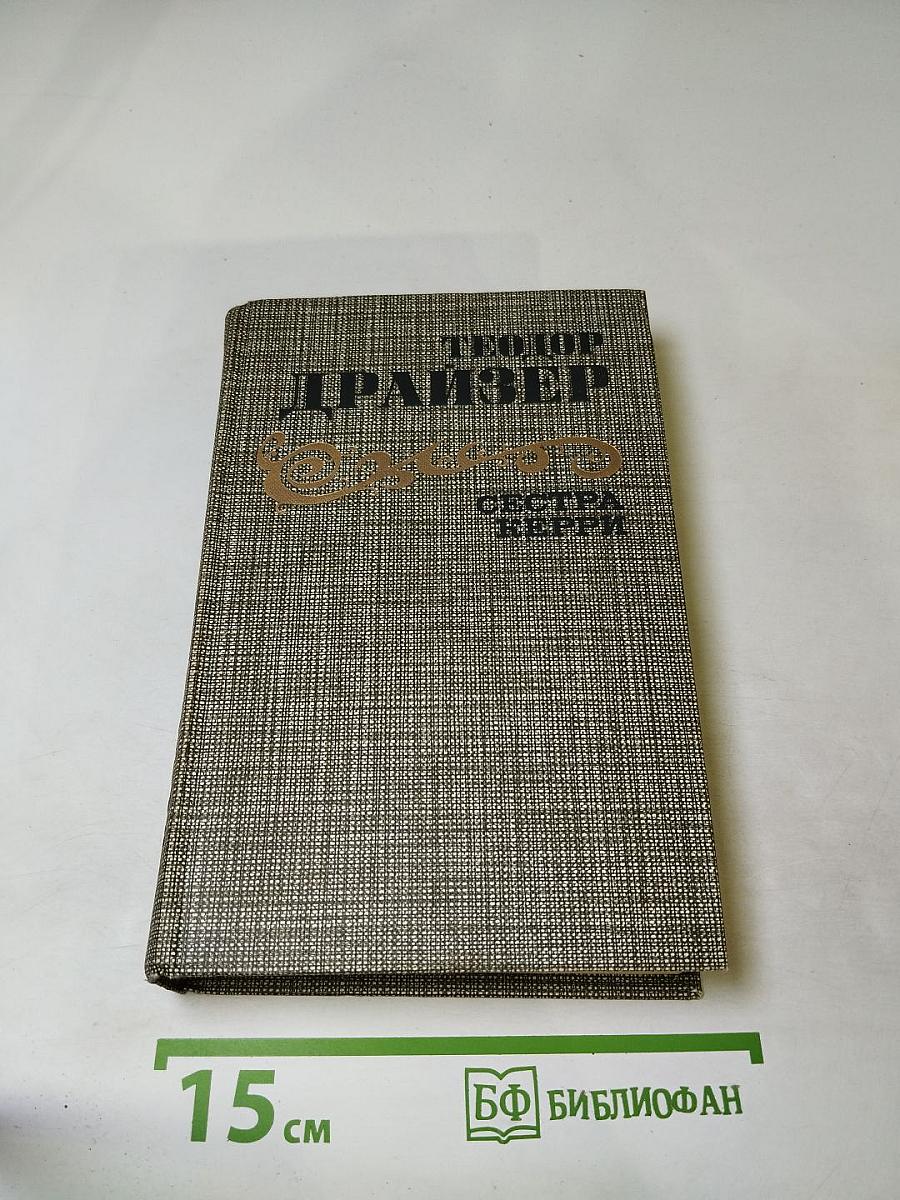 ТЕОДОР
ДРАЙЗЕР
СЕСТРА
КЕРРИ
15 см
БФ БИБЛИОФАН